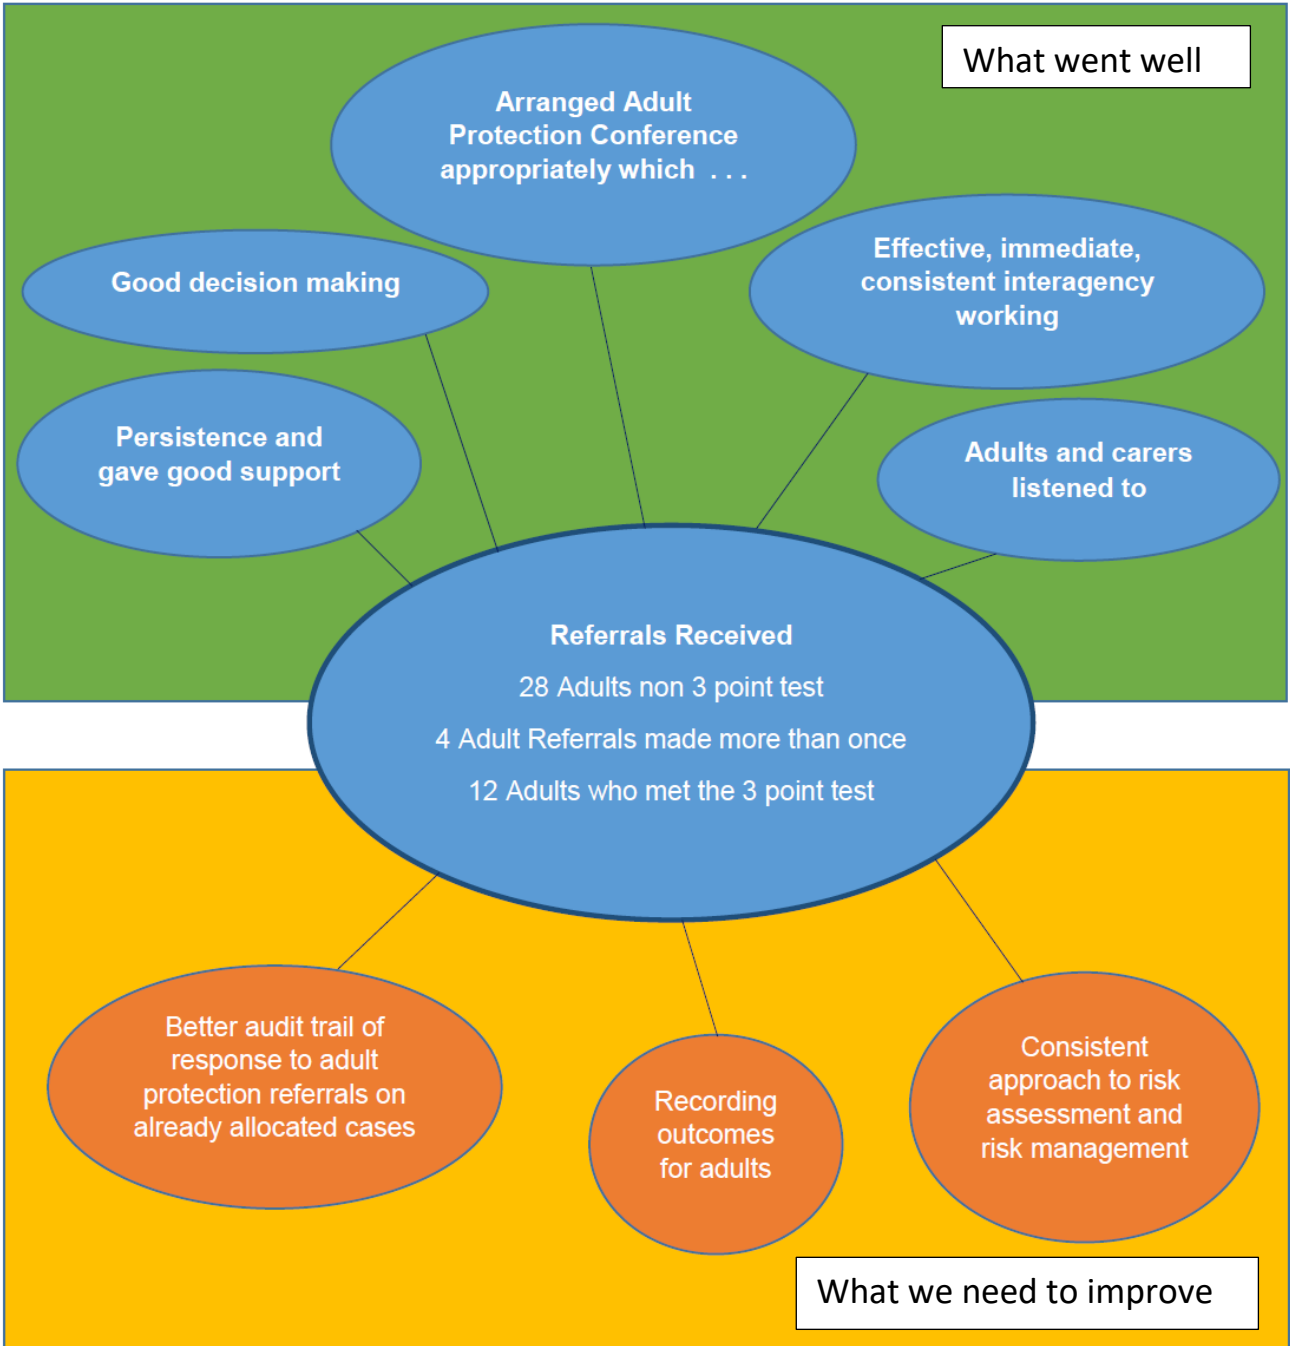 What went well
Arranged Adult
Protection Conference
appropriately which . . .
Good decision making
Effective, immediate,
consistent interagency
working
Persistence and
gave good support
Adults and carers
listened to
Referrals Received
28 Adults non 3 point test
4 Adult Referrals made more than once
12 Adults who met the 3 point test
Better audit trail of
response to adult
protection referrals on
already allocated cases
Recording
outcomes
for adults
Consistent
approach to risk
assessment and
risk management
What we need to improve